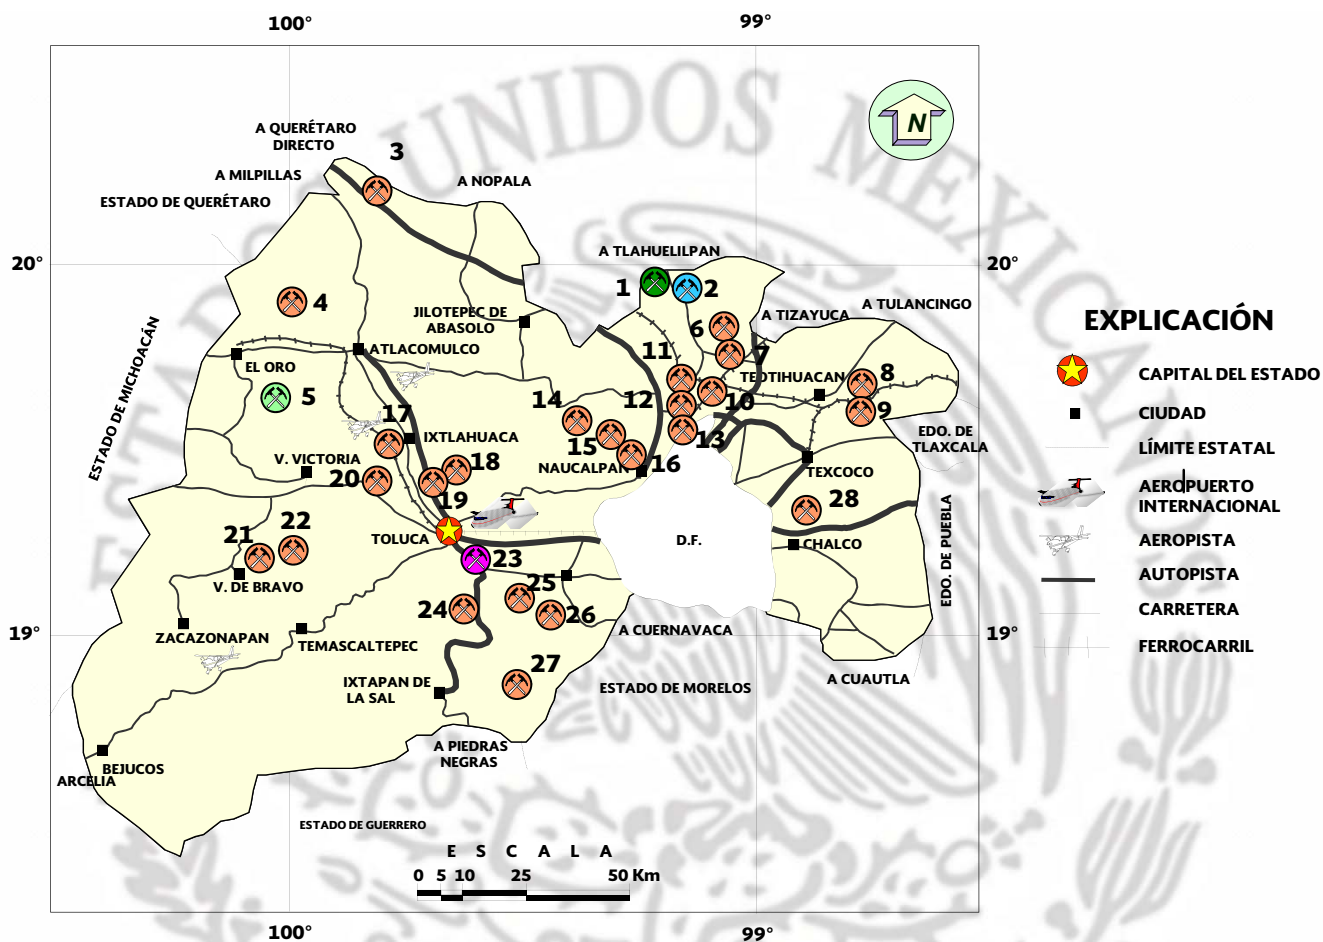 100°
99°
UNIDOS MEXICANOS
N
A QUERÉTARO
DIRECTO
3
A MILPILLAS
A NOPALA
ESTADO DE QUERÉTARO
A TLAHUELILPAN
20°
20°
1
2
4
JILOTEPEC DE
ABASOLO
6
A TIZAYUCA
A TULANCINGO
EXPLICACIÓN
ESTADO DE MICHOACÁN
ATLACOMULCO
11
7
EL ORO
TEOTIHUACAN
8
CAPITAL DEL ESTADO
5
14
12
10
9
CIUDAD
17
IXTLAHUACA
15
13
EDO. DE
TLAXCALA
LÍMITE ESTATAL
V. VICTORIA
18
NAUCALPAN
16
TEXCOCO
20
19
28
AEROPUERTO
INTERNACIONAL
21
22
TOLUCA
D.F.
CHALCO
EDO. DE PUEBLA
AEROPISTA
23
V. DE BRAVO
25
AUTOPISTA
24
26
CARRETERA
19°
ZACAZONAPAN
TEMASCALTEPEC
A CUERNAVACA
19°
FERROCARRIL
27
IXTAPAN DE
LA SAL
ESTADO DE MORELOS
A CUAUTLA
A PIEDRAS
NEGRAS
BEJUCOS
ARCELIA
ESTADO DE GUERRERO
E S C A L A
0 5 10 25 50 Km
100°
99°